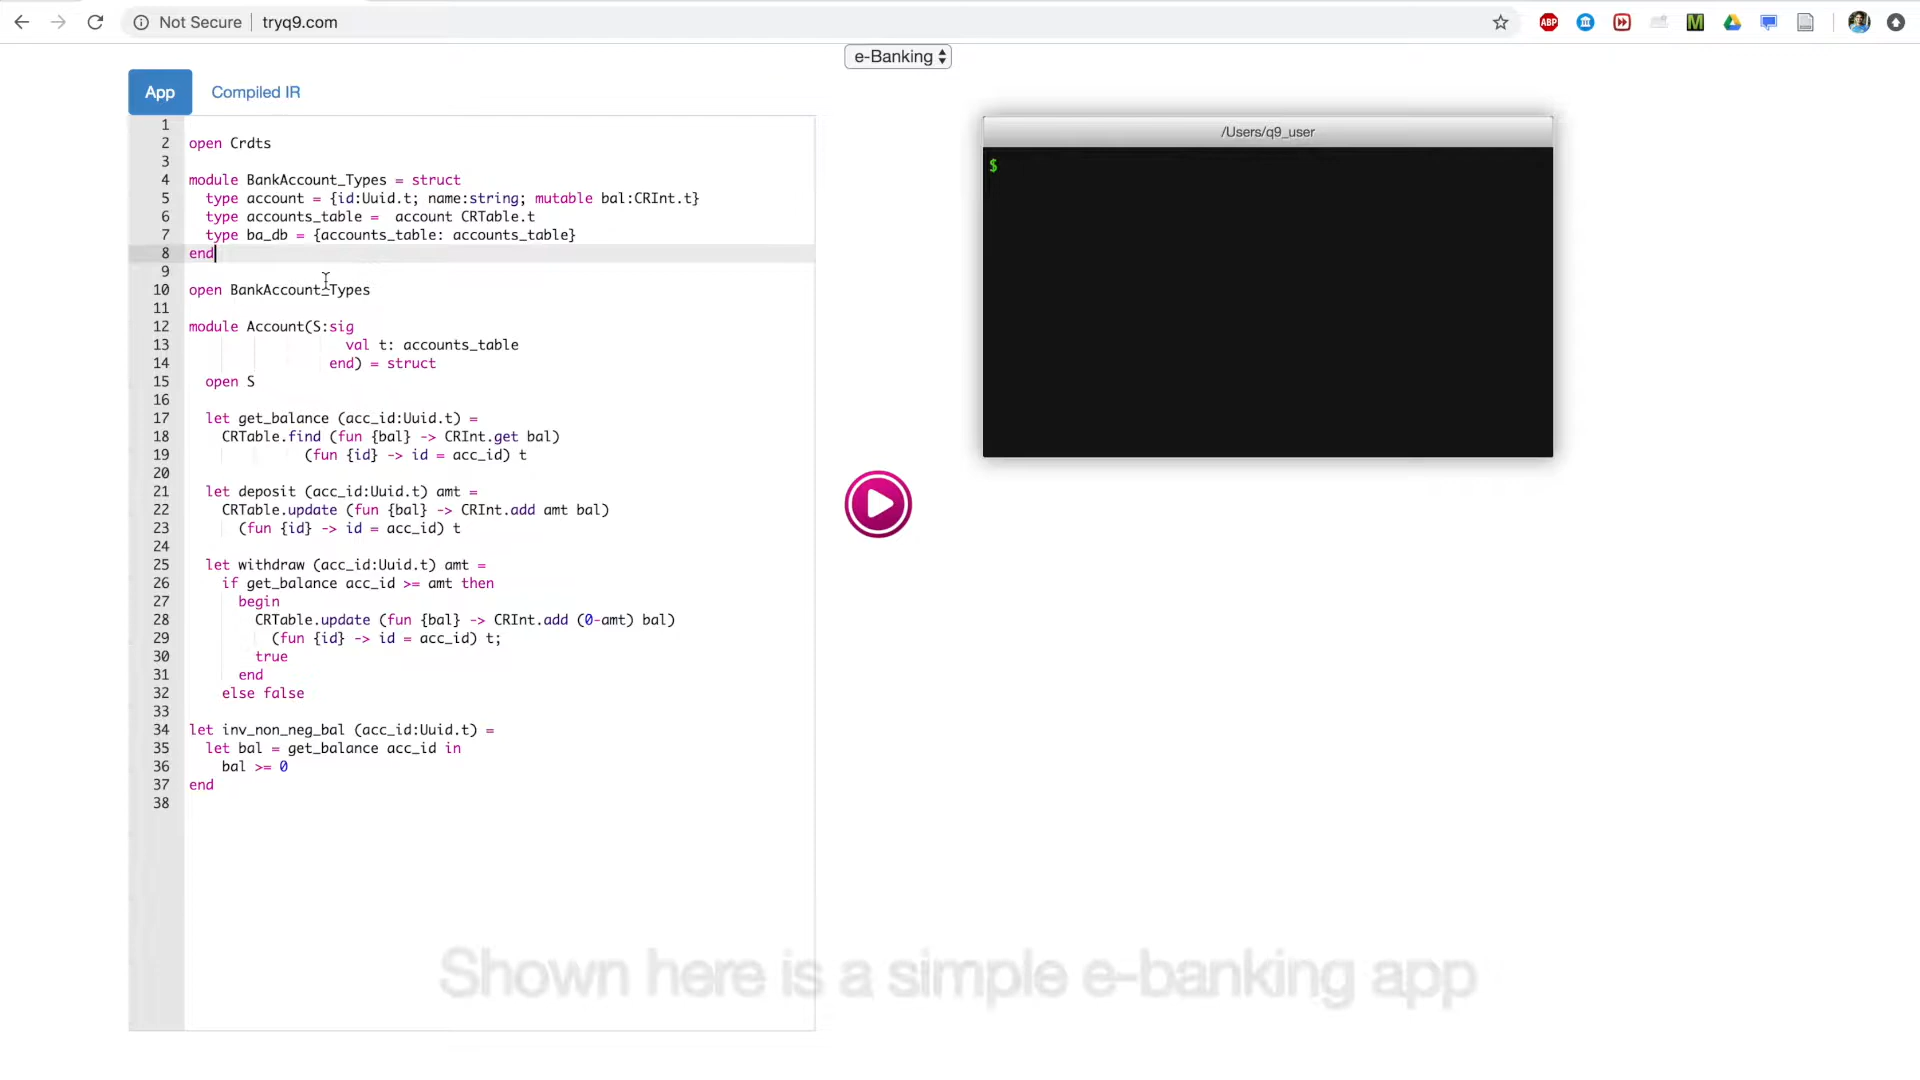 Not Secure tryq9.com
ABP
M
e-Banking
App Compiled IR
1
2 open Crdts
3
4 module BankAccount_Types = struct
5 type account = {id:Uuid.t; name:string; mutable bal:CRInt.t}
6 type accounts_table = account CRTable.t
7 type ba_db = {accounts_table: accounts_table}
8 end
9
10 open BankAccount_Types
11
12 module Account(S:sig
13 val t: accounts_table
14 end) = struct
15 open S
16
17 let get_balance (acc_id:Uuid.t) =
18 CRTable.find (fun {bal} -> CRInt.get bal)
19 (fun {id} -> id = acc_id) t
20
21 let deposit (acc_id:Uuid.t) amt =
22 CRTable.update (fun {bal} -> CRInt.add amt bal)
23 (fun {id} -> id = acc_id) t
24
25 let withdraw (acc_id:Uuid.t) amt =
26 if get_balance acc_id >= amt then
27 begin
28 CRTable.update (fun {bal} -> CRInt.add (0-amt) bal)
29 (fun {id} -> id = acc_id) t;
30 true
31 end
32 else false
33
34 let inv_non_neg_bal (acc_id:Uuid.t) =
35 let bal = get_balance acc_id in
36 bal >= 0
37 end
38
/Users/q9_user
$
Shown here is a simple e-banking app